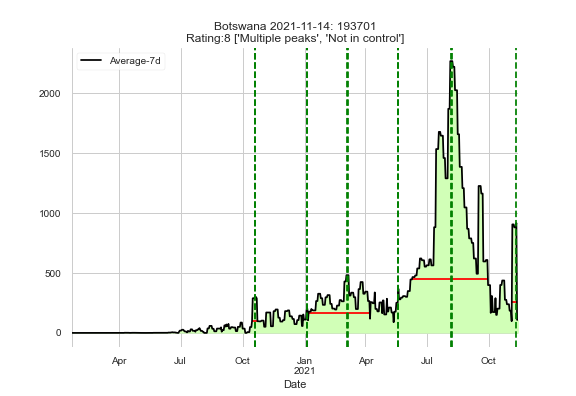 Botswana 2021-11-14: 193701
Rating:8 ['Multiple peaks', 'Not in control']
Average-7d
2000
1500
1000
500
0
Apr Jul Oct Jan Apr Jul Oct
2021
Date